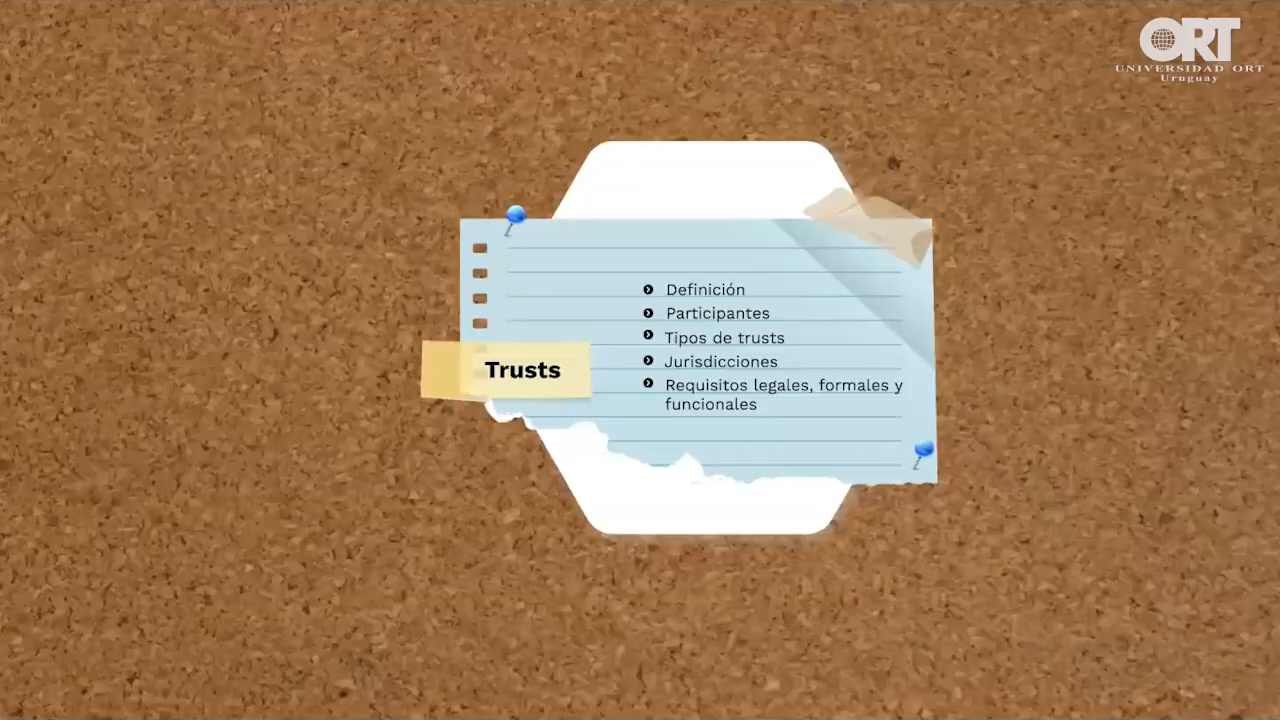 ORT
UNIVERSIDAD ORT
Uruguay
Definición
Participantes
Tipos de trusts
Jurisdicciones
Trusts
Requisitos legales, formales y
funcionales